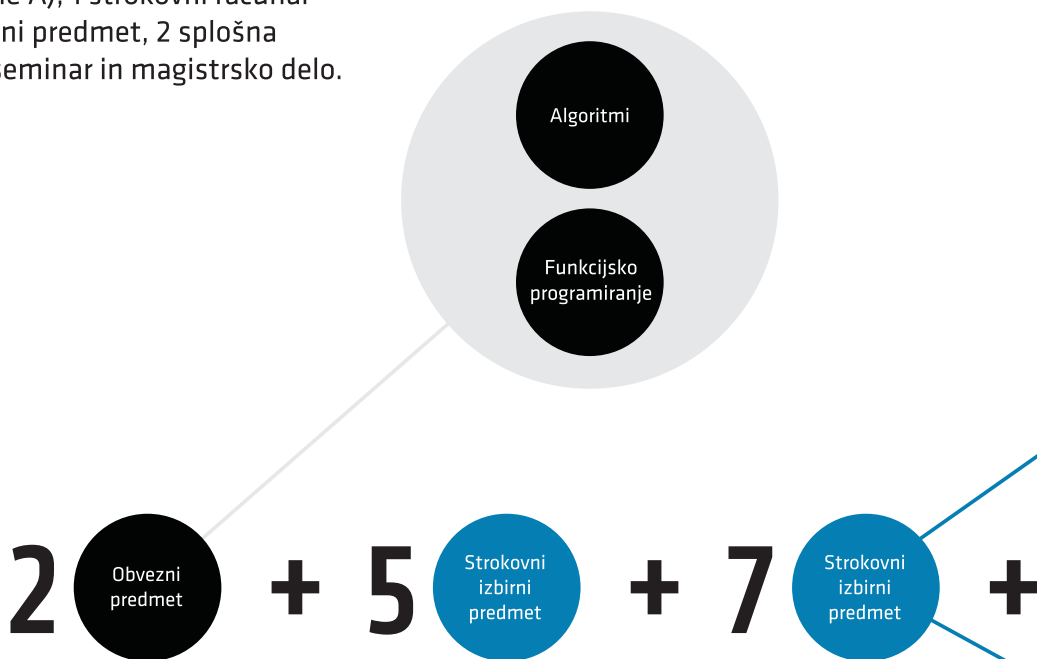 ni predmet, 2 splošna
seminar in magistrsko delo.
Algoritmi
Funkcijsko
programiranje
2 Obvezni predmet + 5 Strokovni izbirni predmet + 7 Strokovni izbirni predmet +